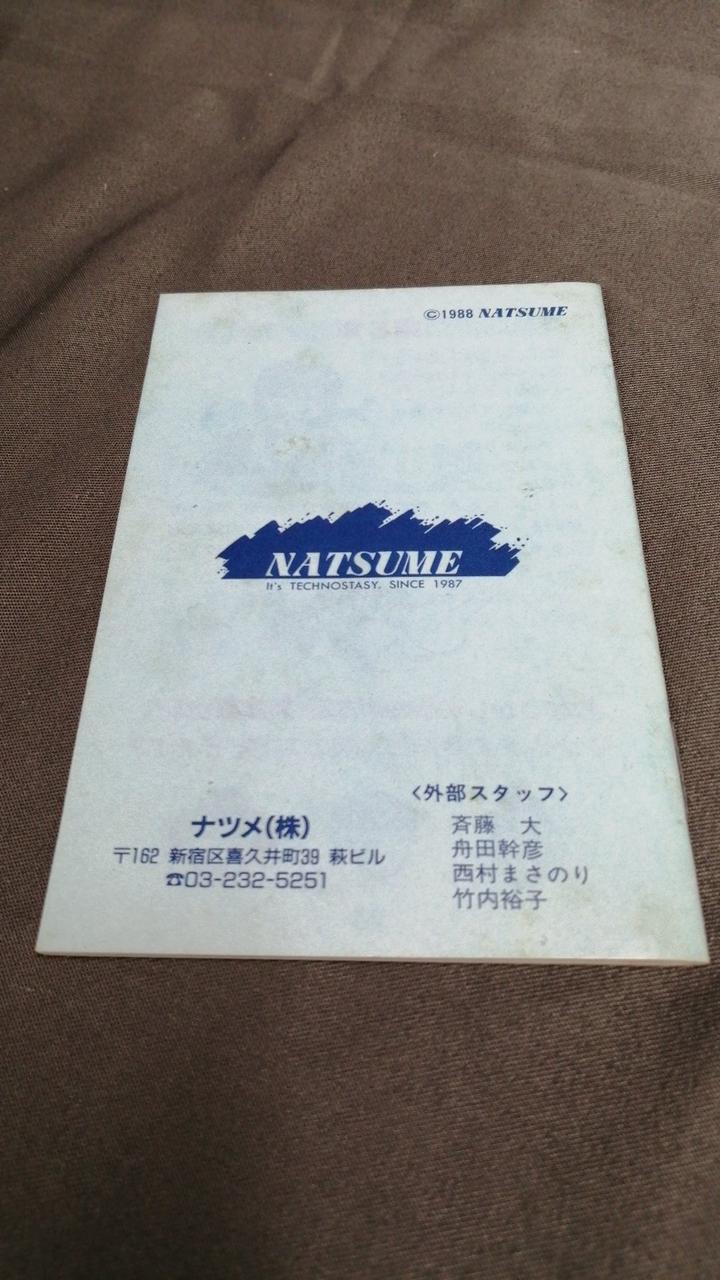 ©1988 NATSUME
NATSUME
It's TECHNOSTASY. SINCE 1987
〈外部スタッフ〉
斉藤　大
舟田幹彦
西村まさのり
竹内裕子
ナツメ(株)
〒162 新宿区喜久井町39 萩ビル
☎03-232-5251